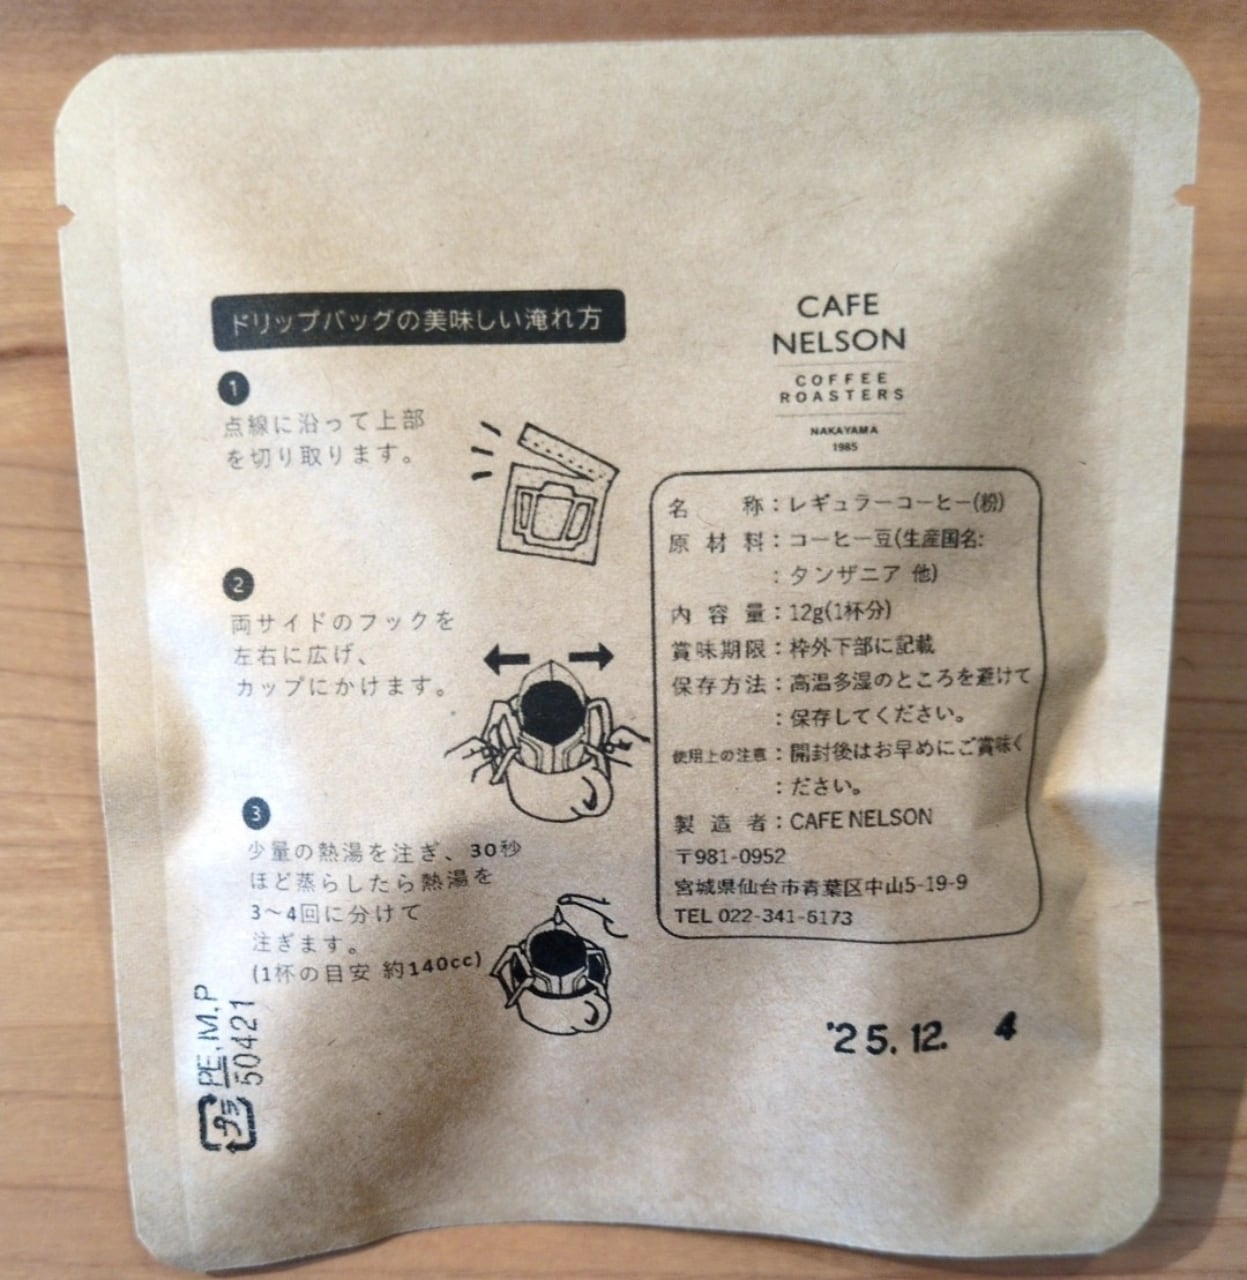 ドリップバッグの美味しい淹れ方
1
点線に沿って上部
を切り取ります。
2
両サイドのフックを
左右に広げ、
カップにかけます。
3
少量の熱湯を注ぎ、30秒
ほど蒸らしたら熱湯を
3～4回に分けて
注ぎます。
(1杯の目安 約140cc)
プラ
PE,M,P
50421
CAFE
NELSON
COFFEE
ROASTERS
NAKAYAMA
1985
名称：レギュラーコーヒー(粉)
原材料：コーヒー豆(生産国名:
：タンザニア 他)
内容量：12g(1杯分)
賞味期限：枠外下部に記載
保存方法：高温多湿のところを避けて
：保存してください。
使用上の注意：開封後はお早めにご賞味く
：ださい。
製造者：CAFE NELSON
〒981-0952
宮城県仙台市青葉区中山5-19-9
TEL 022-341-6173
'25.12. 4